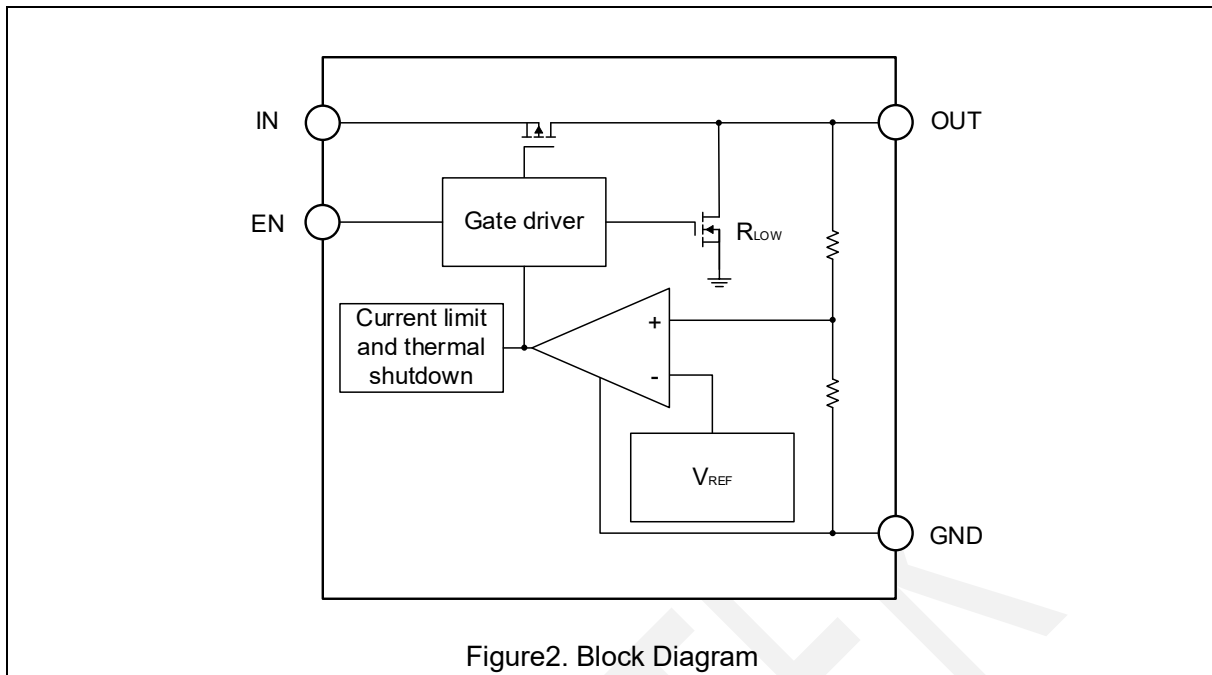 IN
OUT
EN
Gate driver
RLOW
Current limit
and thermal
shutdown
+
-
VREF
GND
Figure2. Block Diagram